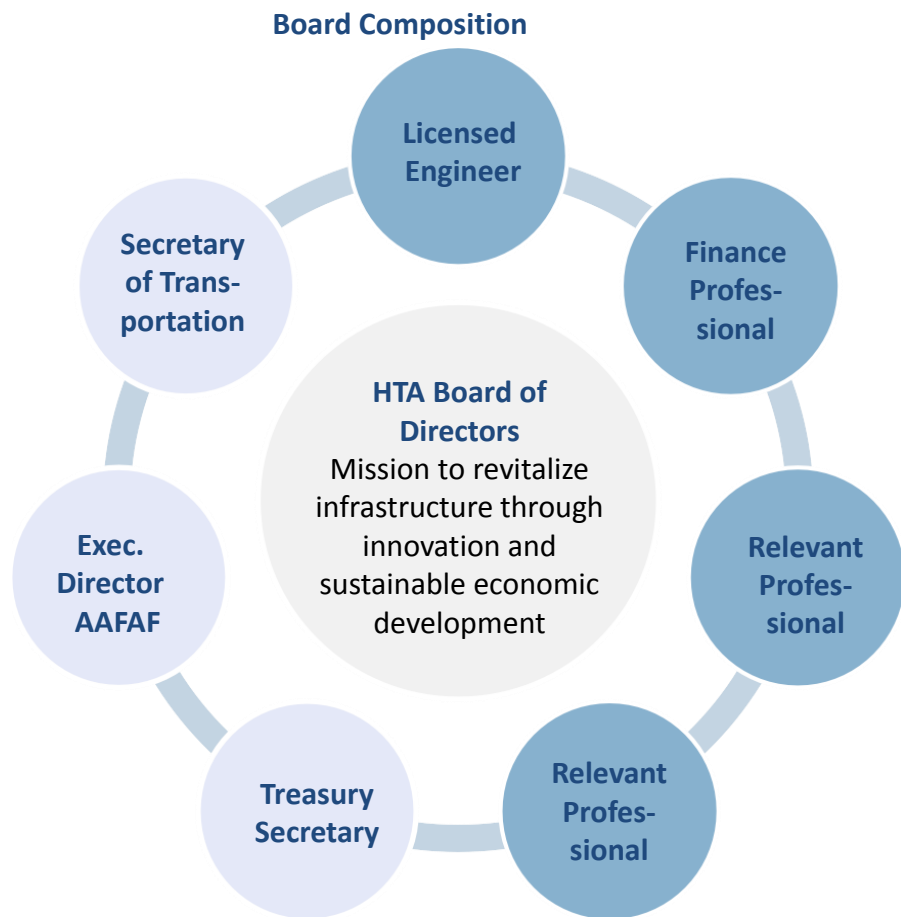 Board Composition
Licensed
Engineer
Finance
Profes-
sional
Relevant
Profes-
sional
Relevant
Profes-
sional
Treasury
Secretary
Exec.
Director
AAFAF
Secretary
of Trans-
portation
HTA Board of
Directors
Mission to revitalize
infrastructure through
innovation and
sustainable economic
development